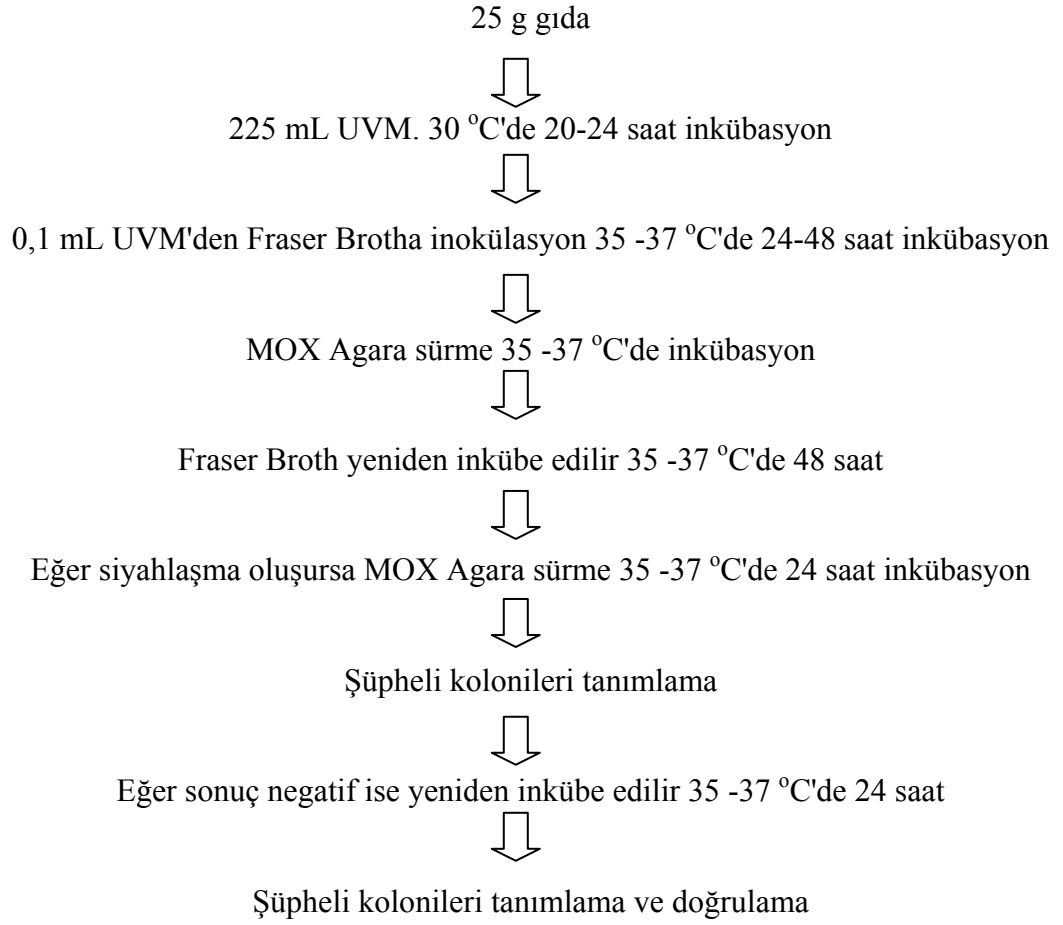 25 g gıda
225 mL UVM. 30 °C'de 20-24 saat inkübasyon
0,1 mL UVM'den Fraser Brotha inokülasyon 35 -37 °C'de 24-48 saat inkübasyon
MOX Agara sürme 35 -37 °C'de inkübasyon
Fraser Broth yeniden inkübe edilir 35 -37 °C'de 48 saat
Eğer siyahlaşma oluşursa MOX Agara sürme 35 -37 °C'de 24 saat inkübasyon
Şüpheli kolonileri tanımlama
Eğer sonuç negatif ise yeniden inkübe edilir 35 -37 °C'de 24 saat
Şüpheli kolonileri tanımlama ve doğrulama